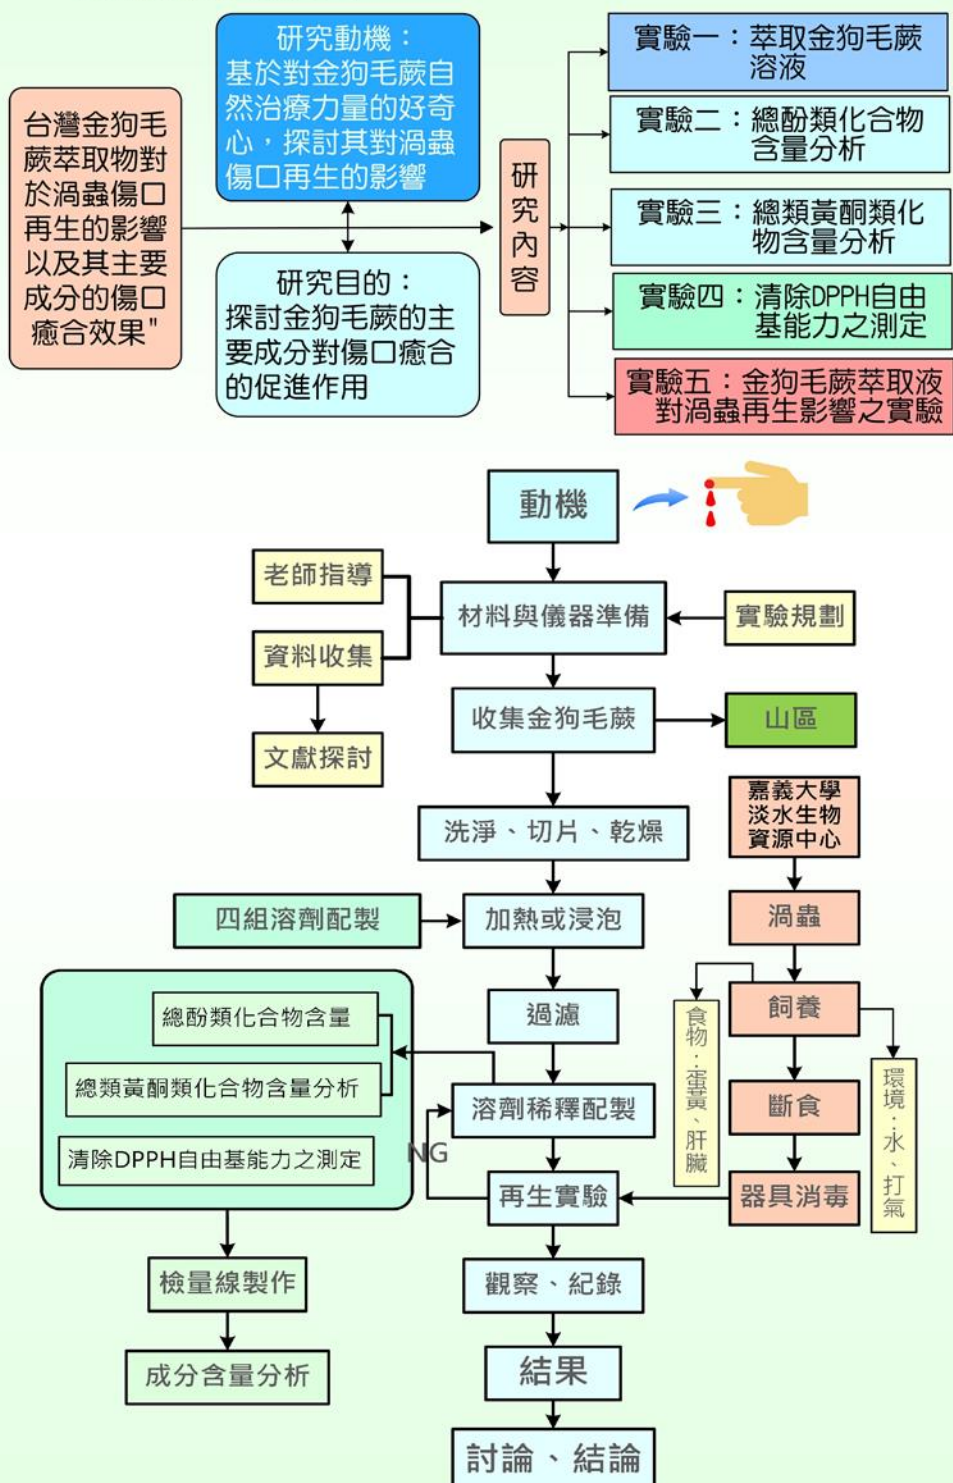 台灣金狗毛
蕨萃取物對
於渦蟲傷口
再生的影響
以及其主要
成分的傷口
癒合效果"
研究動機：
基於對金狗毛蕨自
然治療力量的好奇
心，探討其對渦蟲
傷口再生的影響
研究目的：
探討金狗毛蕨的主
要成分對傷口癒合
的促進作用
研究內容
實驗一：萃取金狗毛蕨
溶液
實驗二：總酚類化合物
含量分析
實驗三：總類黃酮類化
物含量分析
實驗四：清除DPPH自由
基能力之測定
實驗五：金狗毛蕨萃取液
對渦蟲再生影響之實驗
動機
老師指導
材料與儀器準備
實驗規劃
資料收集
收集金狗毛蕨
山區
文獻探討
洗淨、切片、乾燥
嘉義大學
淡水生物
資源中心
四組溶劑配製
加熱或浸泡
渦蟲
過濾
飼養
食物：蛋黃、肝臟
環境：水、打氣
總酚類化合物含量
總類黃酮類化合物含量分析
清除DPPH自由基能力之測定
溶劑稀釋配製
斷食
NG
再生實驗
器具消毒
檢量線製作
觀察、紀錄
成分含量分析
結果
討論、結論